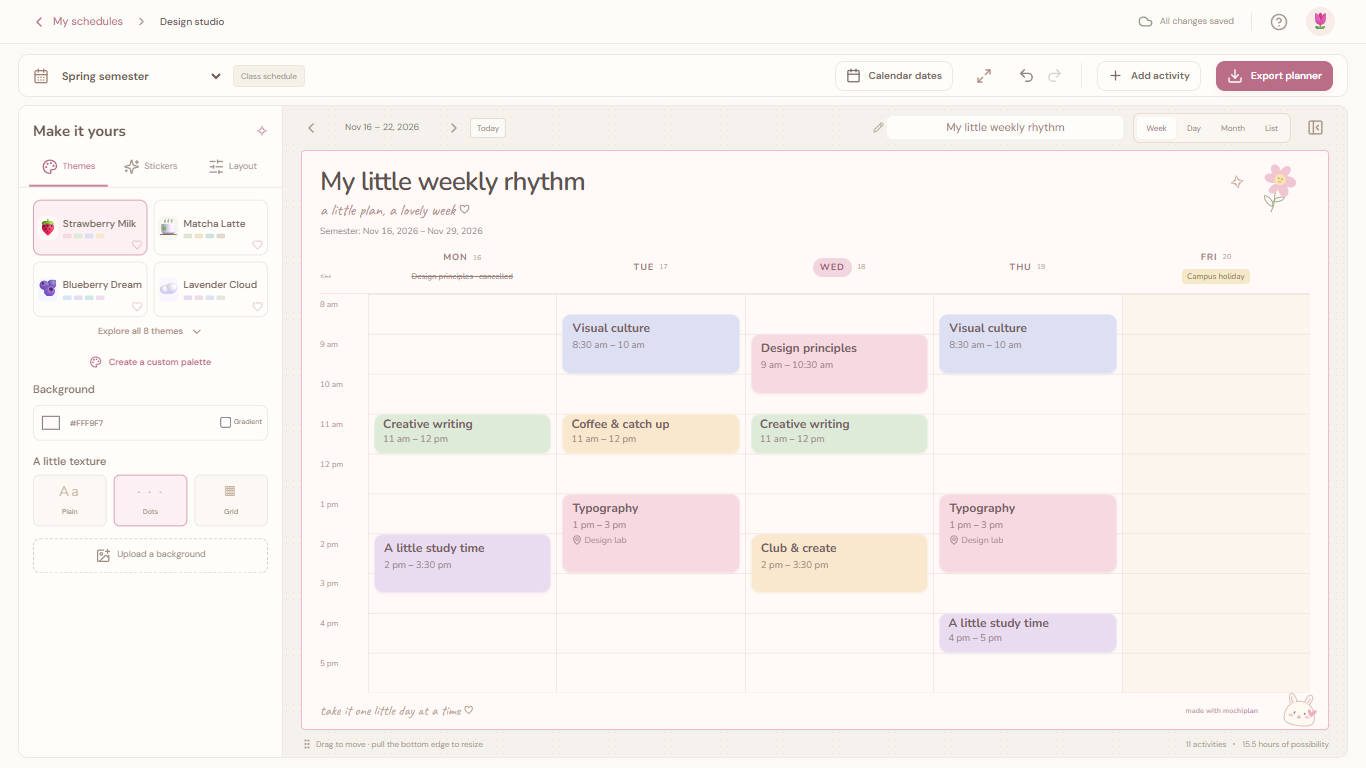 My schedules
Design studio
All changes saved
Spring semester
Class schedule
Calendar dates
Add activity
Export planner
Make it yours
Themes
Stickers
Layout
Strawberry Milk
Matcha Latte
Blueberry Dream
Lavender Cloud
Explore all 8 themes
Create a custom palette
Background
#FFF9F7
Gradient
A little texture
Aa
Plain
Dots
Grid
Upload a background
Nov 16 – 22, 2026
Today
My little weekly rhythm
Week
Day
Month
List
My little weekly rhythm
a little plan, a lovely week ♡
Semester: Nov 16, 2026 – Nov 29, 2026
MON 16
TUE 17
WED 18
THU 19
FRI 20
Design principles · cancelled
Campus holiday
8 am
9 am
10 am
11 am
12 pm
1 pm
2 pm
3 pm
4 pm
5 pm
Creative writing
11 am – 12 pm
A little study time
2 pm – 3:30 pm
Visual culture
8:30 am – 10 am
Coffee & catch up
11 am – 12 pm
Typography
1 pm – 3 pm
Design lab
Design principles
9 am – 10:30 am
Creative writing
11 am – 12 pm
Club & create
2 pm – 3:30 pm
Visual culture
8:30 am – 10 am
Typography
1 pm – 3 pm
Design lab
A little study time
4 pm – 5 pm
take it one little day at a time ♡
made with mochiplan
Drag to move · pull the bottom edge to resize
11 activities • 15.5 hours of possibility